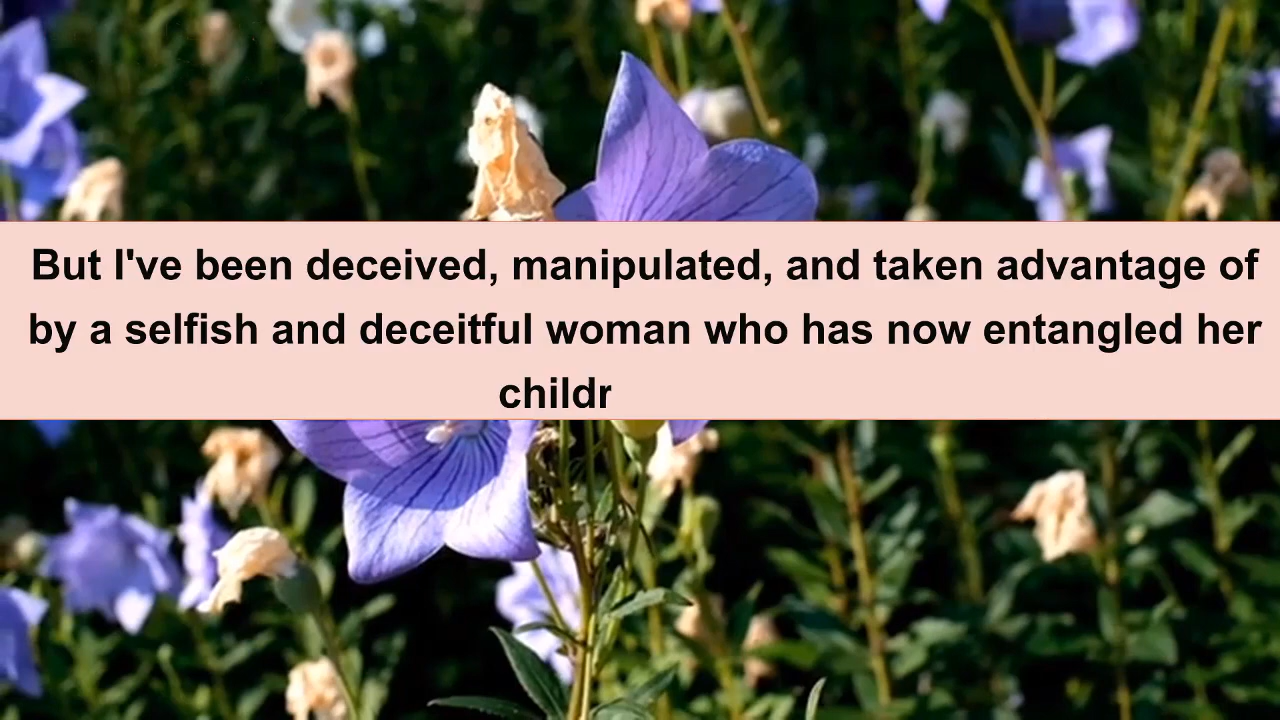 But I've been deceived, manipulated, and taken advantage of
by a selfish and deceitful woman who has now entangled her
childr